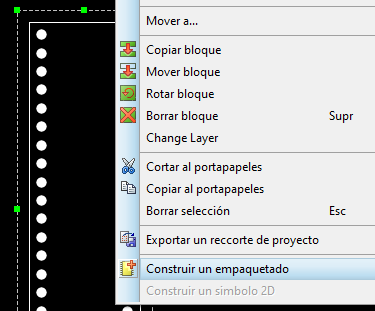 Mover a...
Copiar bloque
Mover bloque
Rotar bloque
Borrar bloque Supr
Change Layer
Cortar al portapapeles
Copiar al portapapeles
Borrar selección Esc
Exportar un reccorte de proyecto
Construir un empaquetado
Construir un simbolo 2D